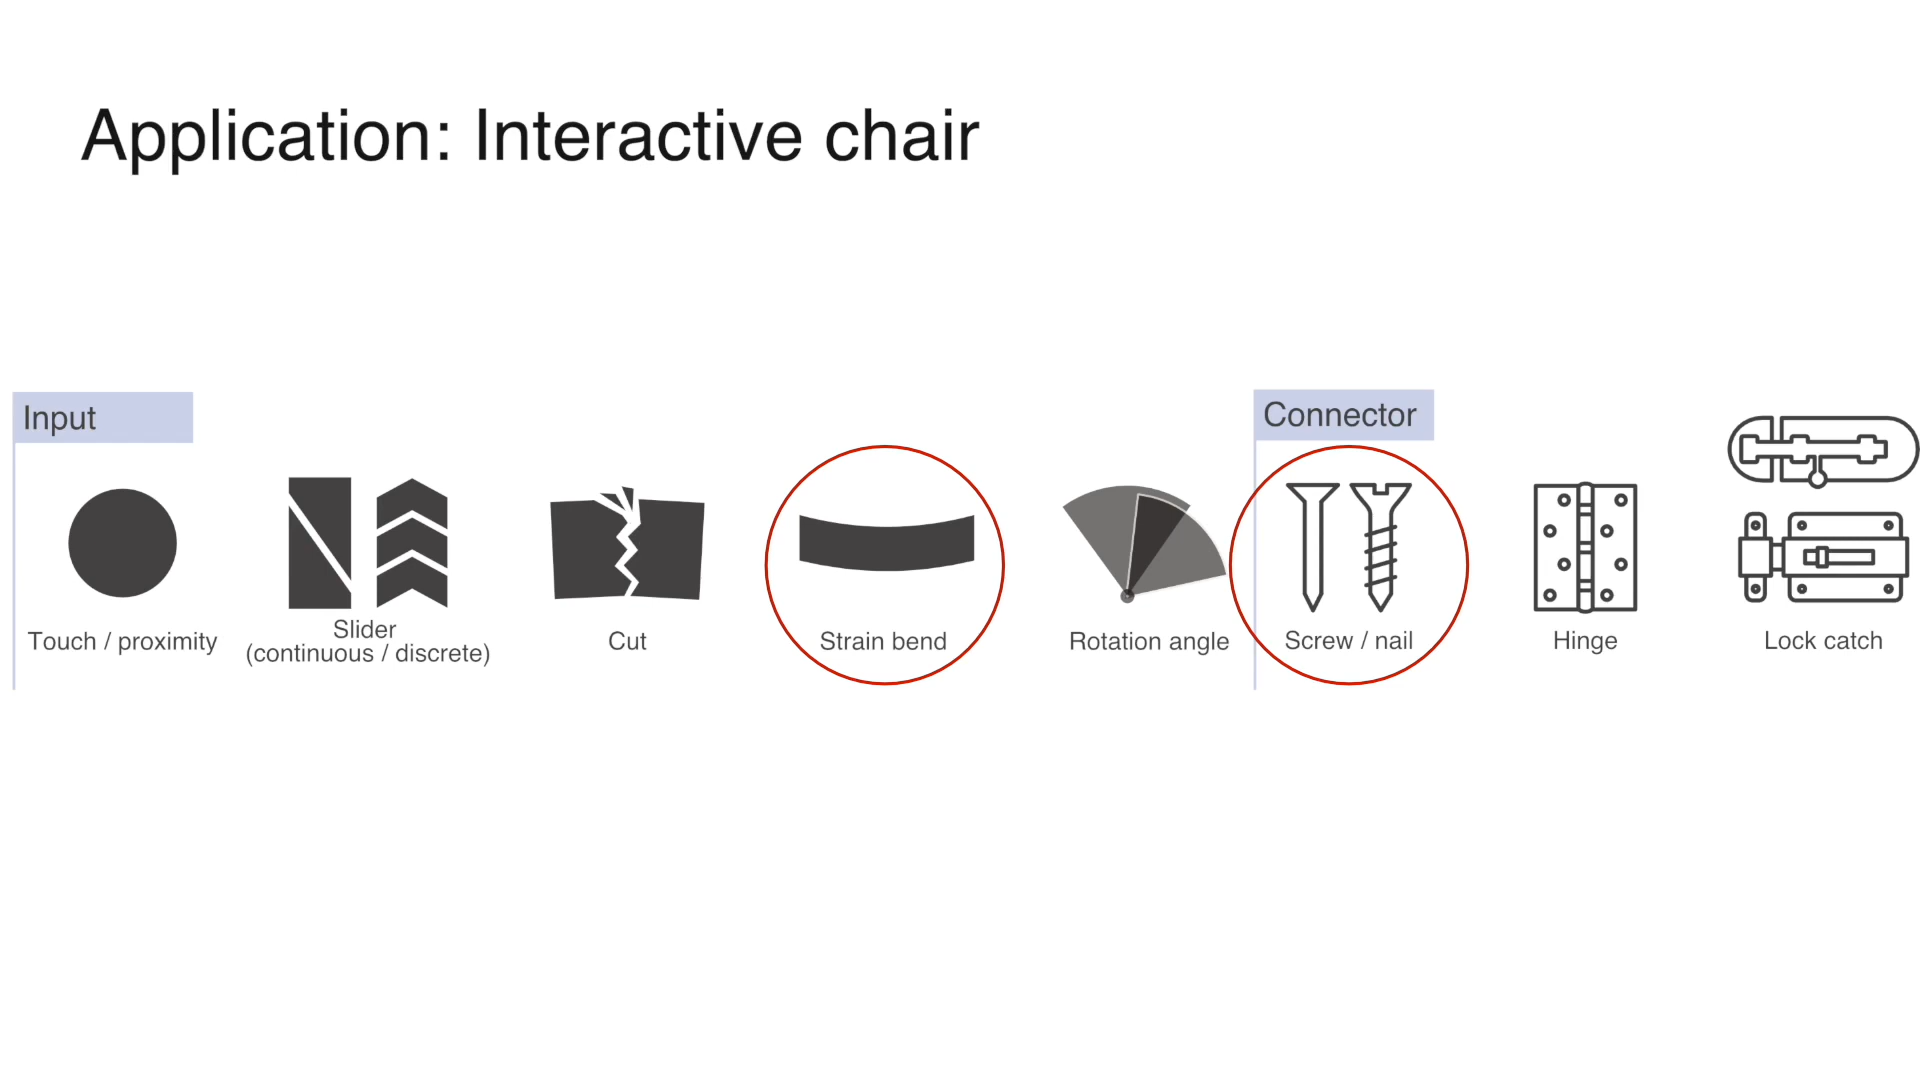 Application: Interactive chair
Input
Connector
Touch / proximity
Slider
(continuous / discrete)
Cut
Strain bend
Rotation angle
Screw / nail
Hinge
Lock catch